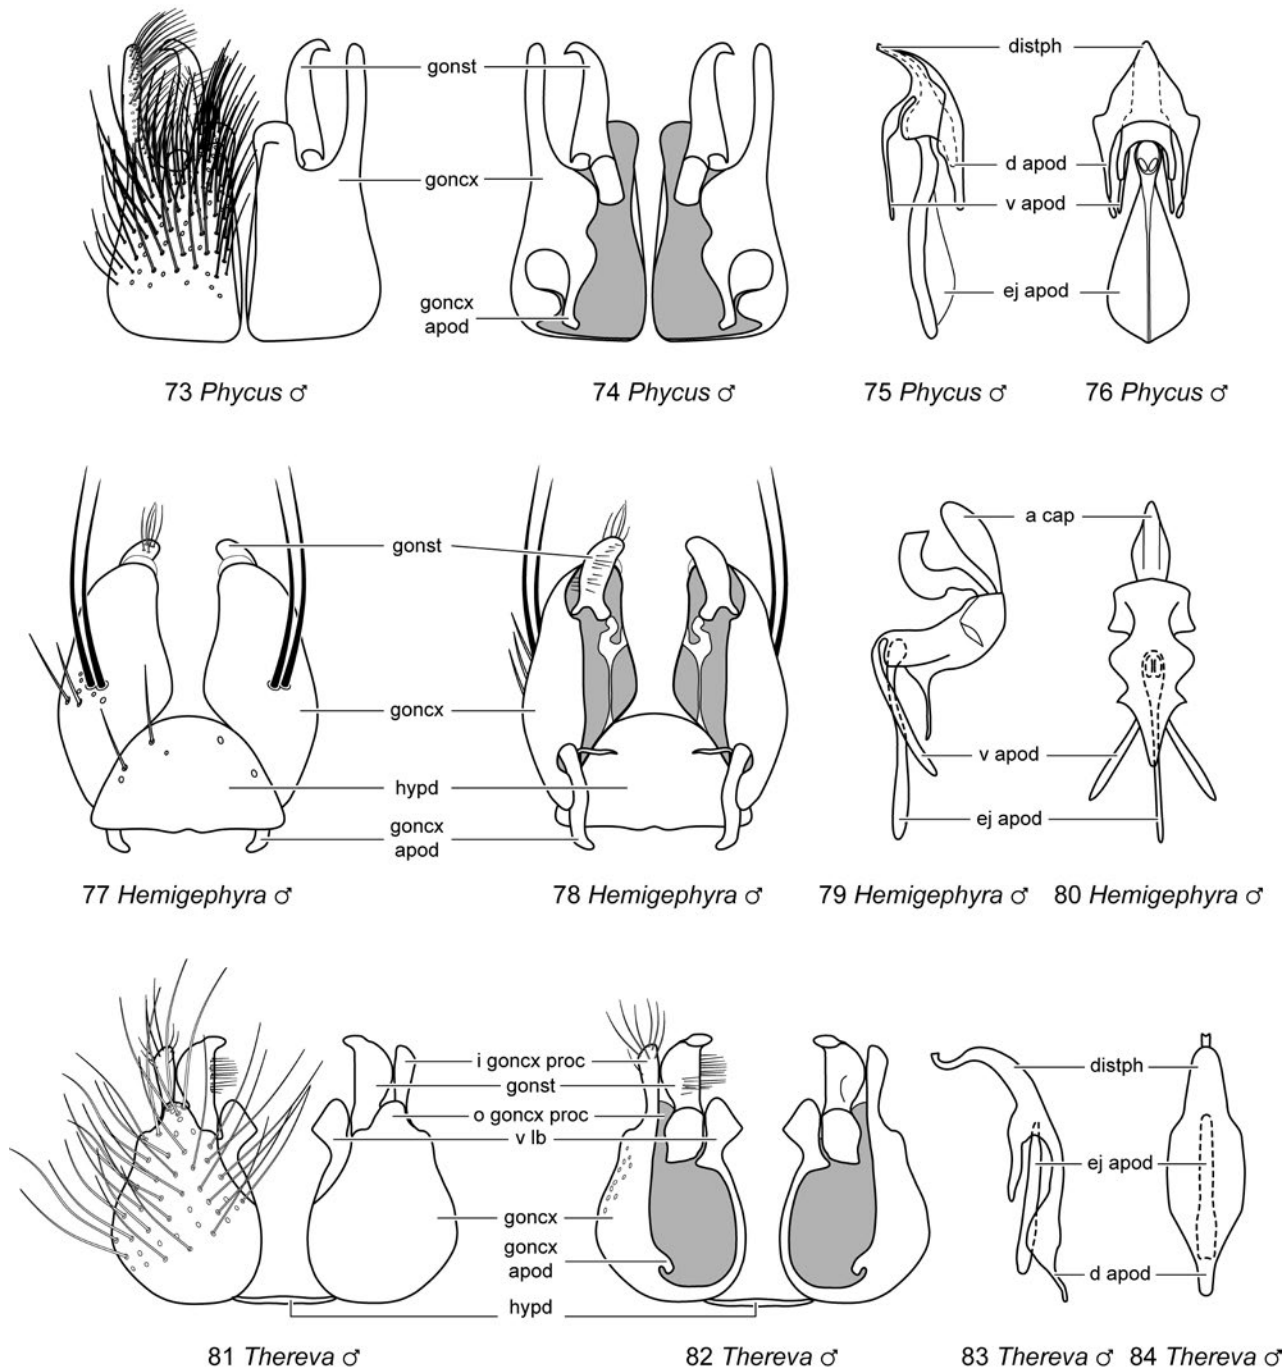 gonst
goncx
goncx
apod
distph
d apod
v apod
ej apod
73 Phycus ♂
74 Phycus ♂
75 Phycus ♂
76 Phycus ♂
gonst
goncx
hypd
goncx
apod
a cap
v apod
ej apod
77 Hemigephyra ♂
78 Hemigephyra ♂
79 Hemigephyra ♂
80 Hemigephyra ♂
i goncx proc
gonst
o goncx proc
v lb
goncx
goncx
apod
hypd
distph
ej apod
d apod
81 Thereva ♂
82 Thereva ♂
83 Thereva ♂
84 Thereva ♂